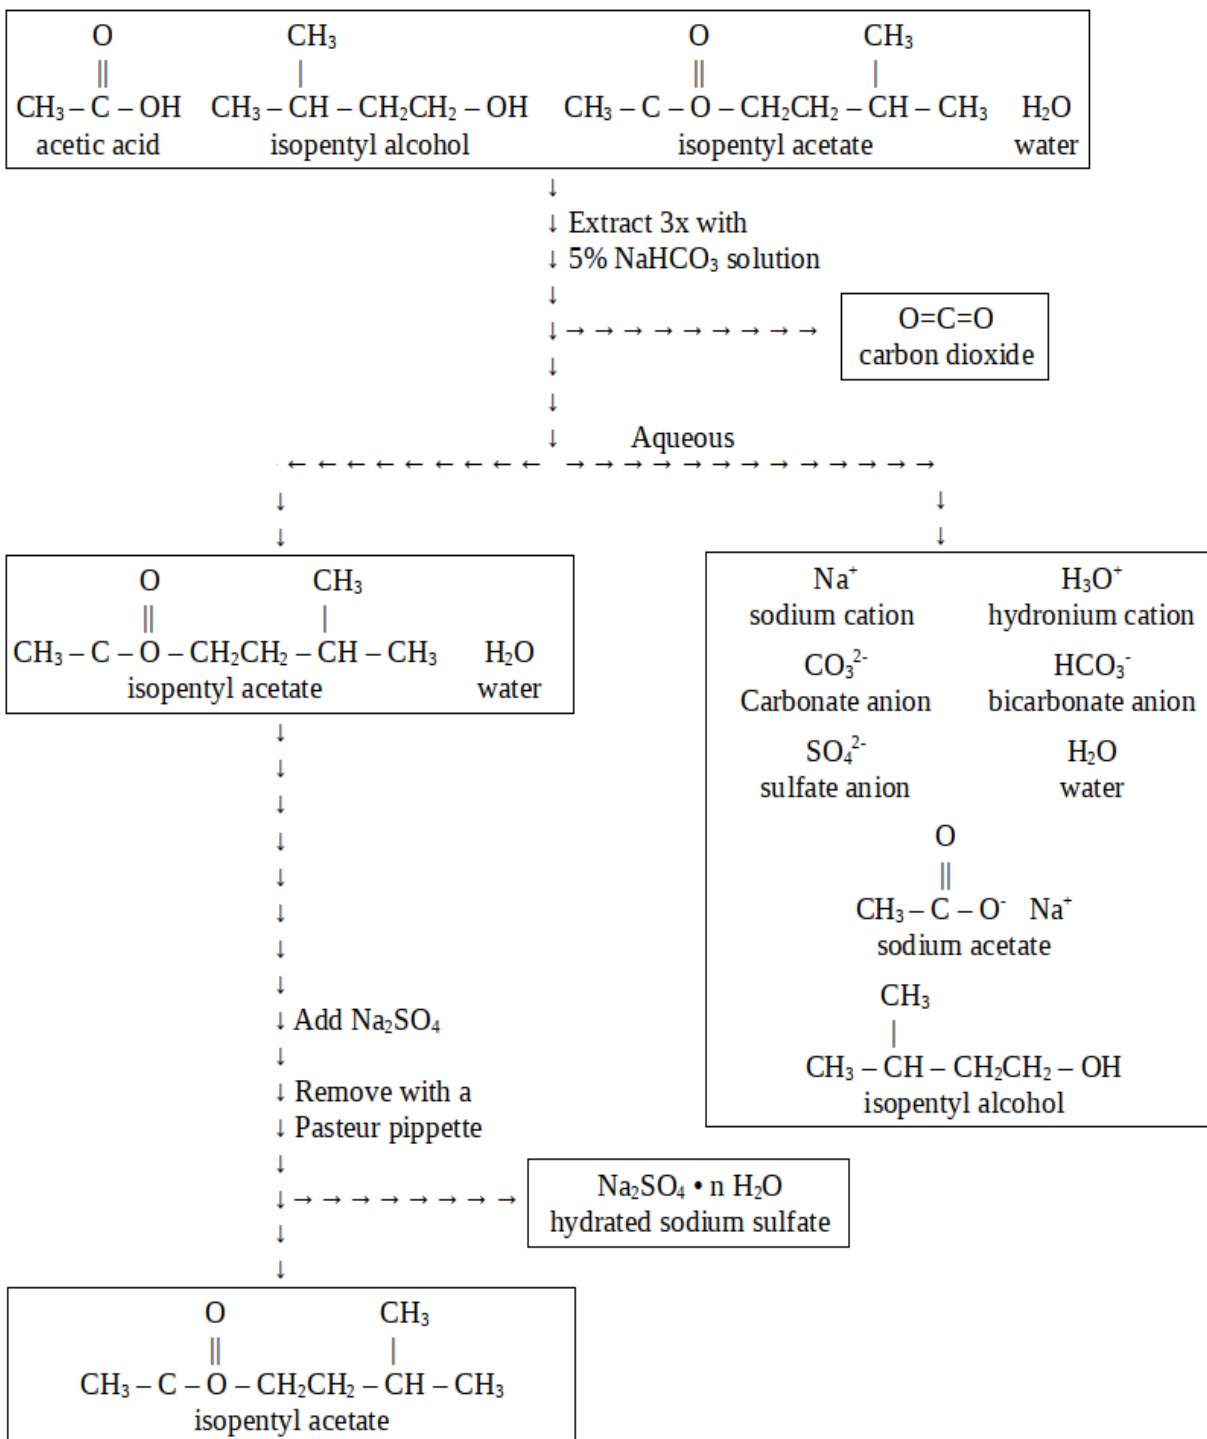 O CH₃ O CH₃
|| | || |
CH₃ – C – OH CH₃ – CH – CH₂CH₂ – OH CH₃ – C – O – CH₂CH₂ – CH – CH₃ H₂O
acetic acid isopentyl alcohol isopentyl acetate water
↓
↓ Extract 3x with
↓ 5% NaHCO₃ solution
↓
↓ → → → → → → → → → O=C=O
carbon dioxide
↓
↓
↓ Aqueous
← ← ← ← ← ← ← ← ← → → → → → → → → → → → → →
↓ ↓
↓ ↓
O CH₃
|| |
CH₃ – C – O – CH₂CH₂ – CH – CH₃ H₂O
isopentyl acetate water
Na⁺ H₃O⁺
sodium cation hydronium cation
CO₃²⁻ HCO₃⁻
Carbonate anion bicarbonate anion
SO₄²⁻ H₂O
sulfate anion water
O
||
CH₃ – C – O⁻ Na⁺
sodium acetate
CH₃
|
CH₃ – CH – CH₂CH₂ – OH
isopentyl alcohol
↓
↓
↓
↓
↓
↓
↓
↓
↓ Add Na₂SO₄
↓
↓ Remove with a
↓ Pasteur pippette
↓
↓ → → → → → → → → Na₂SO₄ • n H₂O
hydrated sodium sulfate
↓
↓
O CH₃
|| |
CH₃ – C – O – CH₂CH₂ – CH – CH₃
isopentyl acetate